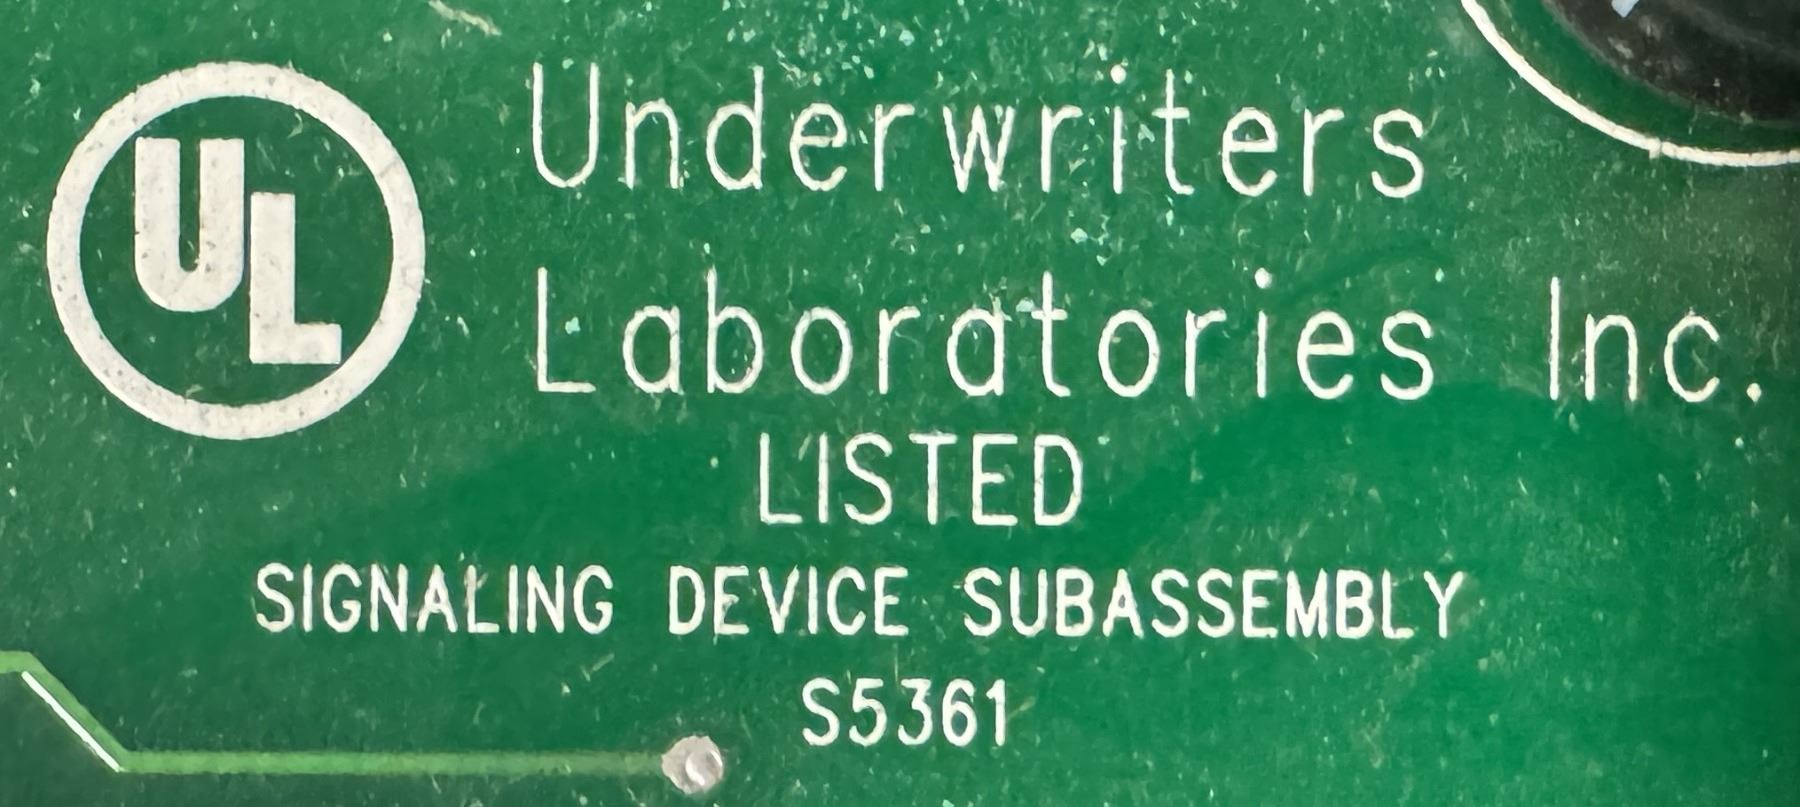 UL
Underwriters
Laboratories Inc.
LISTED
SIGNALING DEVICE SUBASSEMBLY
S5361